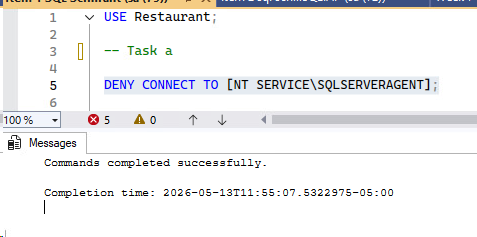 1 USE Restaurant;
2
3 -- Task a
4
5 DENY CONNECT TO [NT SERVICE\SQLSERVERAGENT];
6
100 % 5 0
Messages
Commands completed successfully.
Completion time: 2026-05-13T11:55:07.5322975-05:00